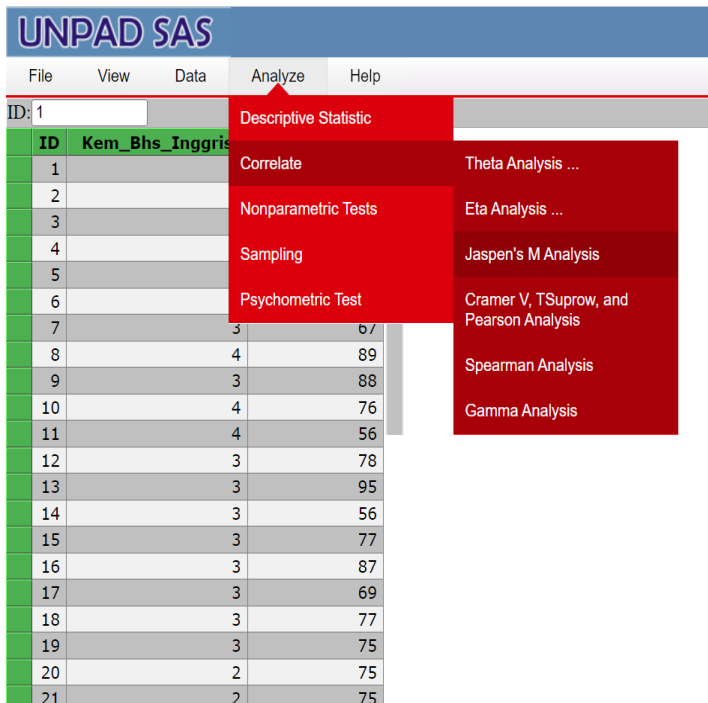 UNPAD SAS
File View Data Analyze Help
ID: 1
Descriptive Statistic
Correlate
Nonparametric Tests
Sampling
Psychometric Test
Theta Analysis ...
Eta Analysis ...
Jaspen's M Analysis
Cramer V, TSuprow, and
Pearson Analysis
Spearman Analysis
Gamma Analysis
ID Kem_Bhs_Inggris
1
2
3
4
5
6
7 3 67
8 4 89
9 3 88
10 4 76
11 4 56
12 3 78
13 3 95
14 3 56
15 3 77
16 3 87
17 3 69
18 3 77
19 3 75
20 2 75
21 2 75